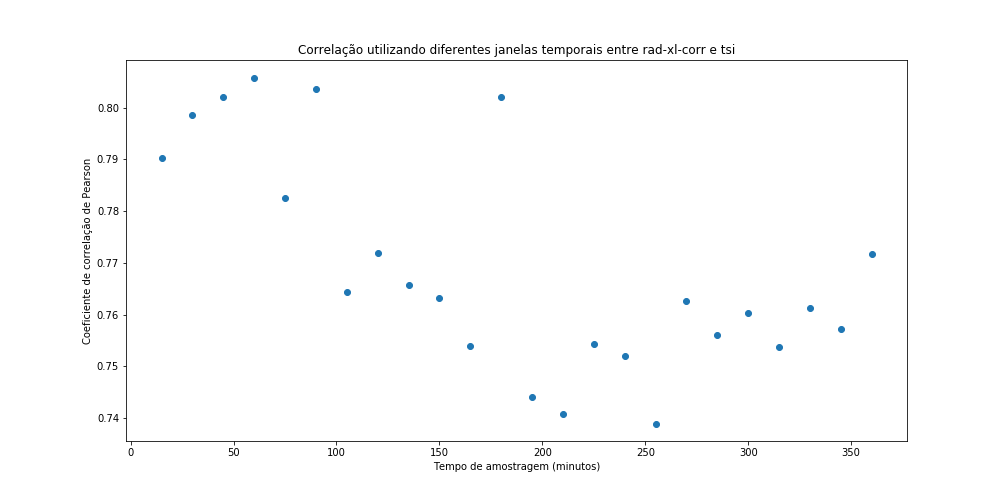 Correlação utilizando diferentes janelas temporais entre rad-xl-corr e tsi
0.80
0.79
0.78
0.77
0.76
0.75
0.74
Coeficiente de correlação de Pearson
0 50 100 150 200 250 300 350
Tempo de amostragem (minutos)